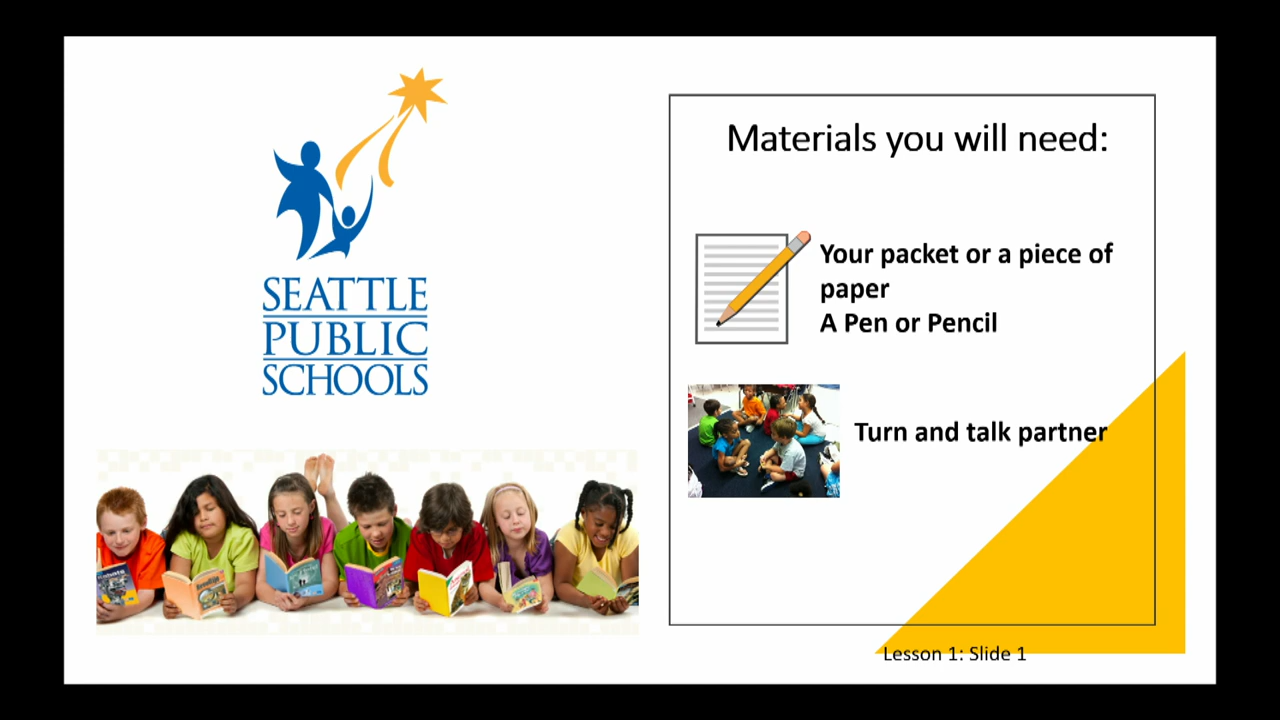 SEATTLE
PUBLIC
SCHOOLS
Materials you will need:
Your packet or a piece of
paper
A Pen or Pencil
Turn and talk partner
Lesson 1: Slide 1